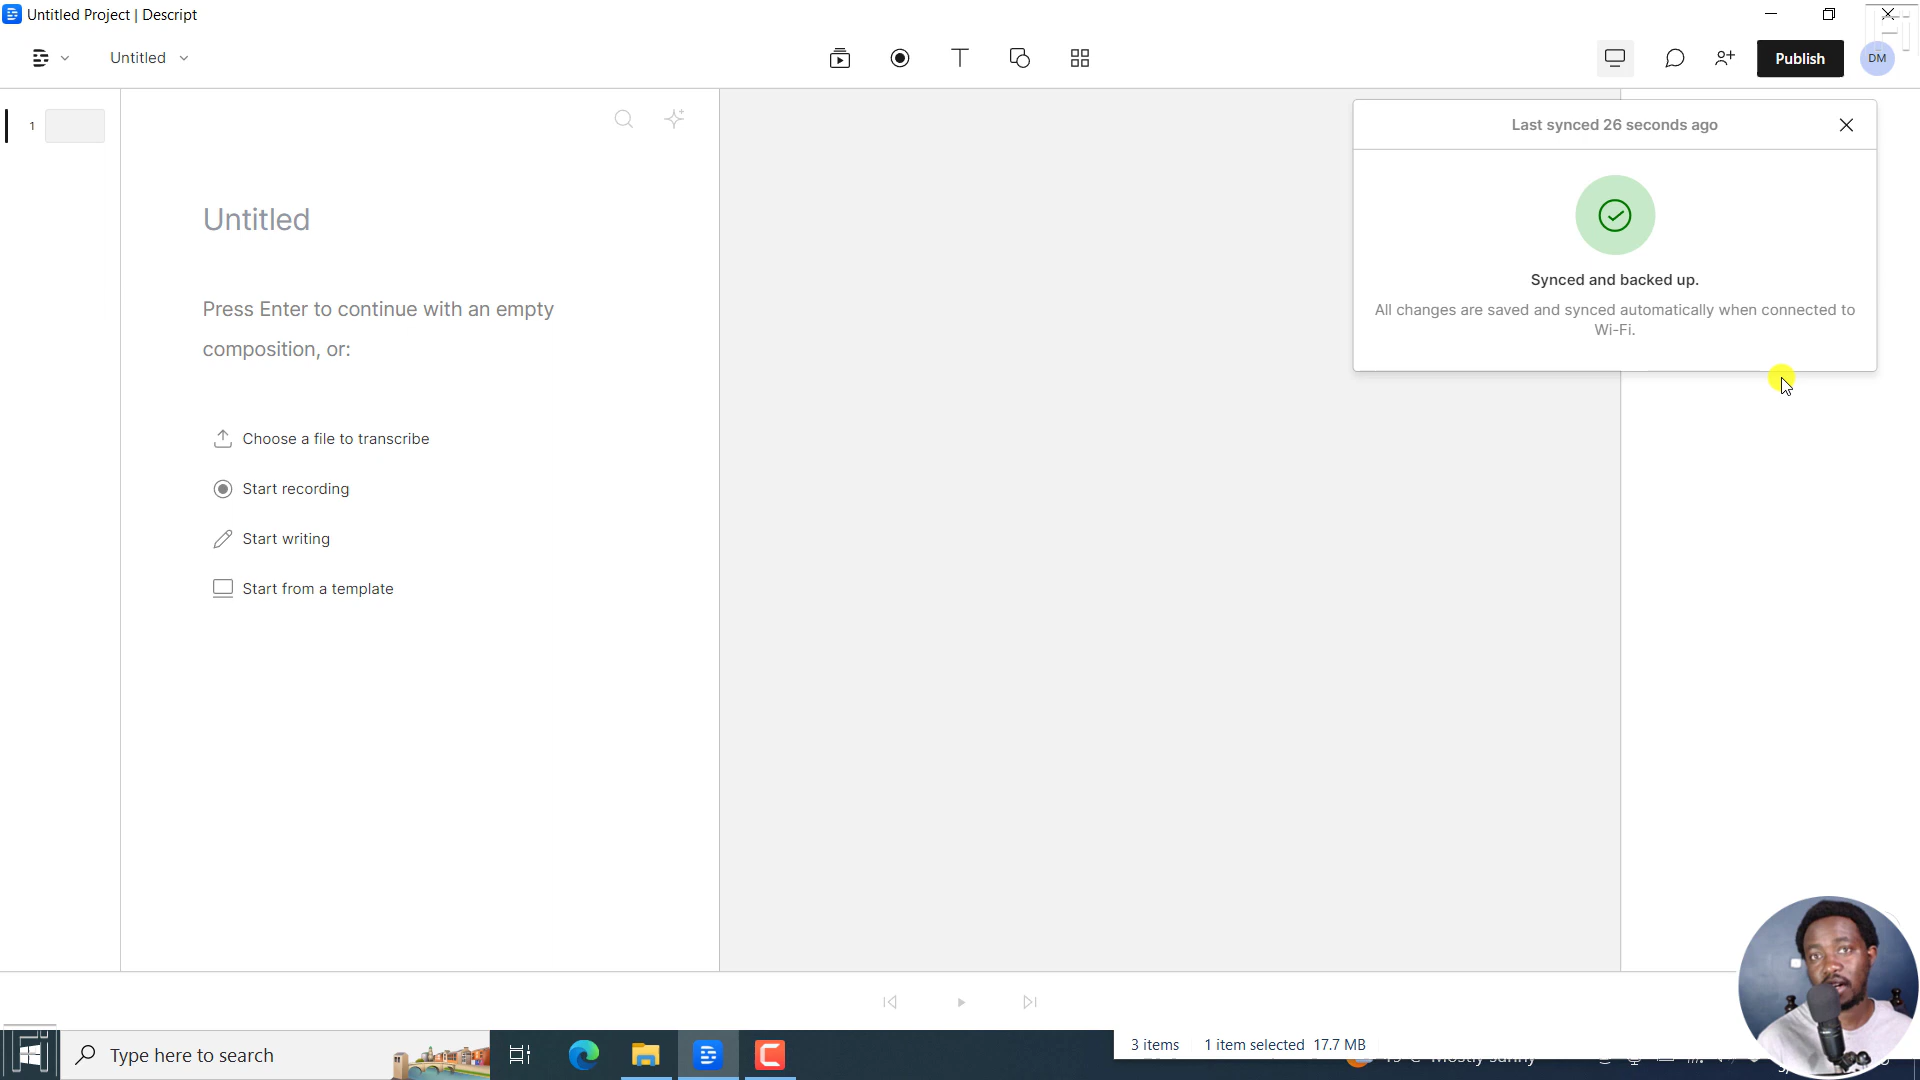 Untitled Project | Descript
Untitled
Publish
DM
1
Last synced 26 seconds ago
Synced and backed up.
All changes are saved and synced automatically when connected to
Wi-Fi.
Untitled
Press Enter to continue with an empty
composition, or:
Choose a file to transcribe
Start recording
Start writing
Start from a template
Type here to search
3 items 1 item selected 17.7 MB
Mostly sunny